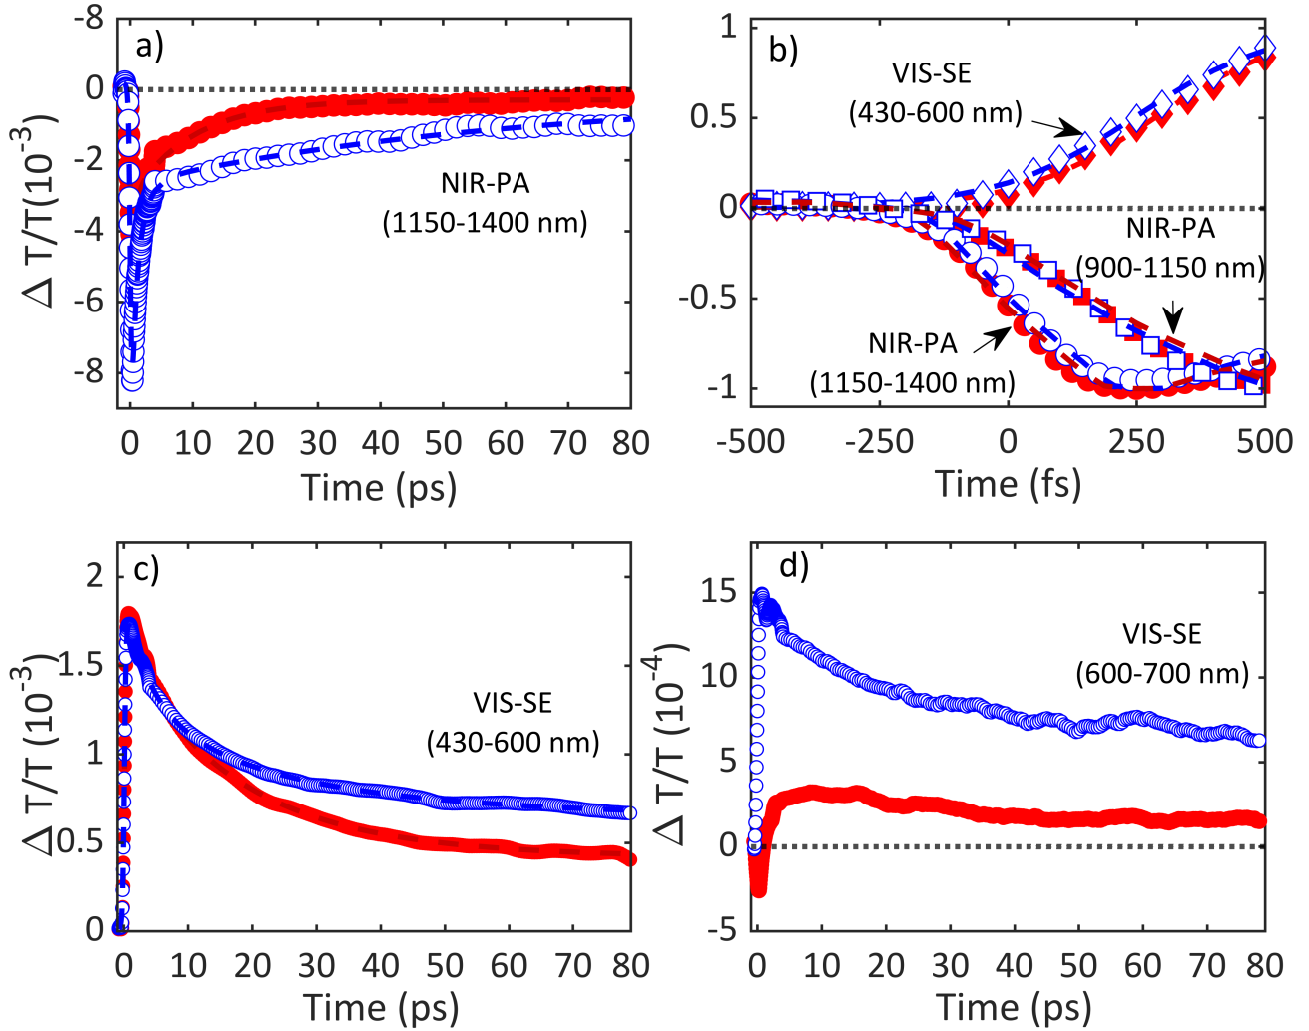 a)
-8
0
-2
-4
-6
-8
Δ T/T(10-3)
NIR-PA
(1150-1400 nm)
0 10 20 30 40 50 60 70 80
Time (ps)
b)
1
0.5
0
-0.5
-1
VIS-SE
(430-600 nm)
NIR-PA
(900-1150 nm)
NIR-PA
(1150-1400 nm)
-500 -250 0 250 500
Time (fs)
c)
2
1.5
1
0.5
0
Δ T/T (10-3)
VIS-SE
(430-600 nm)
0 10 20 30 40 50 60 70 80
Time (ps)
d)
15
10
5
0
-5
Δ T/T (10-4)
VIS-SE
(600-700 nm)
0 10 20 30 40 50 60 70 80
Time (ps)